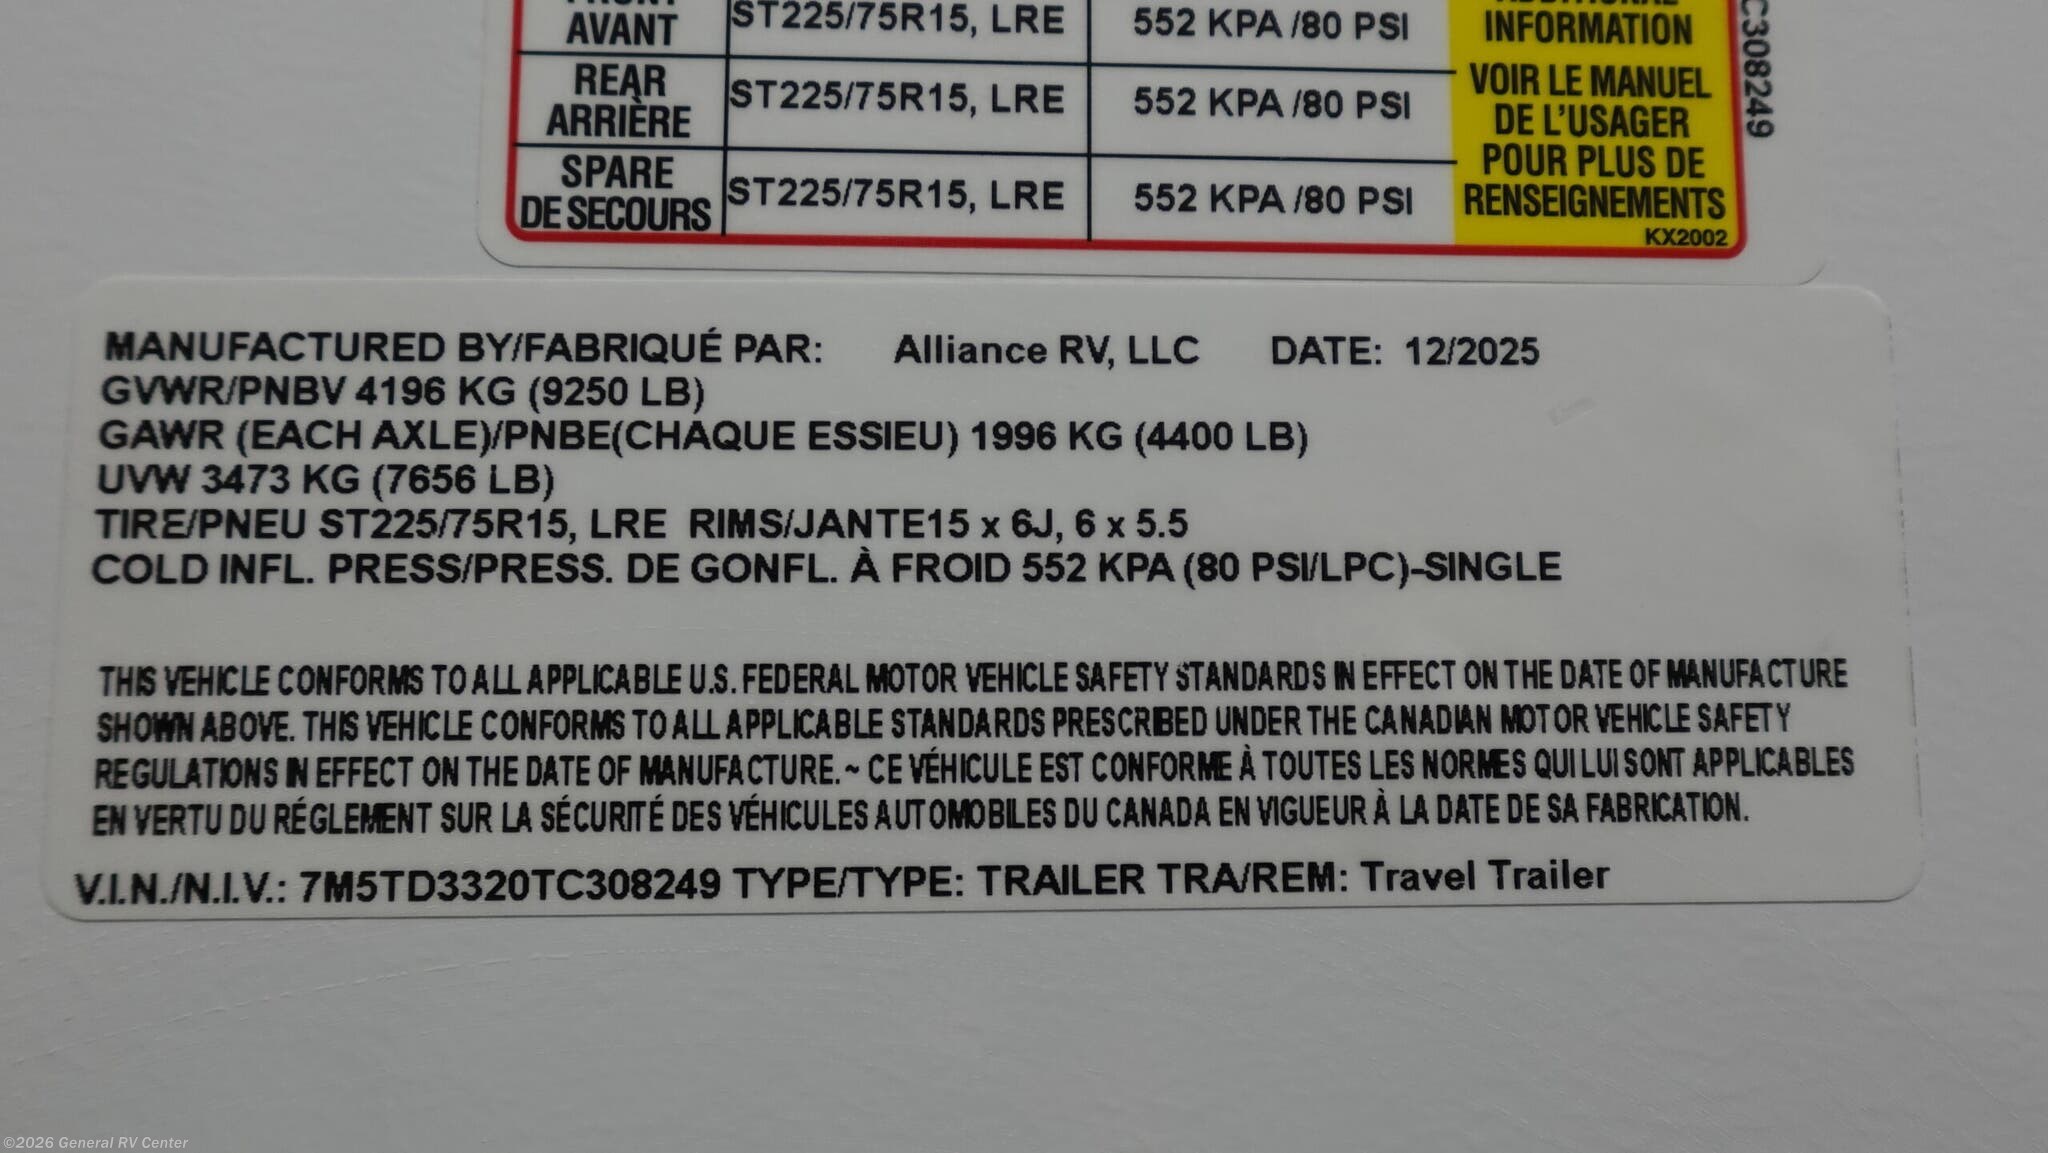 AVANT ST225/75R15, LRE 552 KPA /80 PSI INFORMATION
REAR ARRIÈRE ST225/75R15, LRE 552 KPA /80 PSI
SPARE DE SECOURS ST225/75R15, LRE 552 KPA /80 PSI
VOIR LE MANUEL
DE L'USAGER
POUR PLUS DE
RENSEIGNEMENTS
KX2002
C308249
MANUFACTURED BY/FABRIQUÉ PAR: Alliance RV, LLC DATE: 12/2025
GVWR/PNBV 4196 KG (9250 LB)
GAWR (EACH AXLE)/PNBE(CHAQUE ESSIEU) 1996 KG (4400 LB)
UVW 3473 KG (7656 LB)
TIRE/PNEU ST225/75R15, LRE RIMS/JANTE15 x 6J, 6 x 5.5
COLD INFL. PRESS/PRESS. DE GONFL. À FROID 552 KPA (80 PSI/LPC)-SINGLE
THIS VEHICLE CONFORMS TO ALL APPLICABLE U.S. FEDERAL MOTOR VEHICLE SAFETY STANDARDS IN EFFECT ON THE DATE OF MANUFACTURE
SHOWN ABOVE. THIS VEHICLE CONFORMS TO ALL APPLICABLE STANDARDS PRESCRIBED UNDER THE CANADIAN MOTOR VEHICLE SAFETY
REGULATIONS IN EFFECT ON THE DATE OF MANUFACTURE. ~ CE VÉHICULE EST CONFORME À TOUTES LES NORMES QUI LUI SONT APPLICABLES
EN VERTU DU RÉGLEMENT SUR LA SÉCURITÉ DES VÉHICULES AUTOMOBILES DU CANADA EN VIGUEUR À LA DATE DE SA FABRICATION.
V.I.N./N.I.V.: 7M5TD3320TC308249 TYPE/TYPE: TRAILER TRA/REM: Travel Trailer
©2026 General RV Center